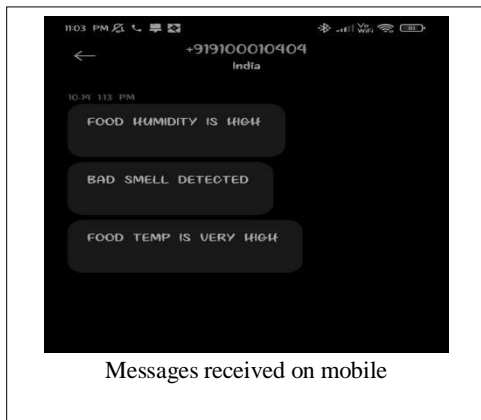 11:03 PM
+919100010404
India
10-19 1:13 PM
FOOD HUMIDITY IS HIGH
BAD SMELL DETECTED
FOOD TEMP IS VERY HIGH
Messages received on mobile